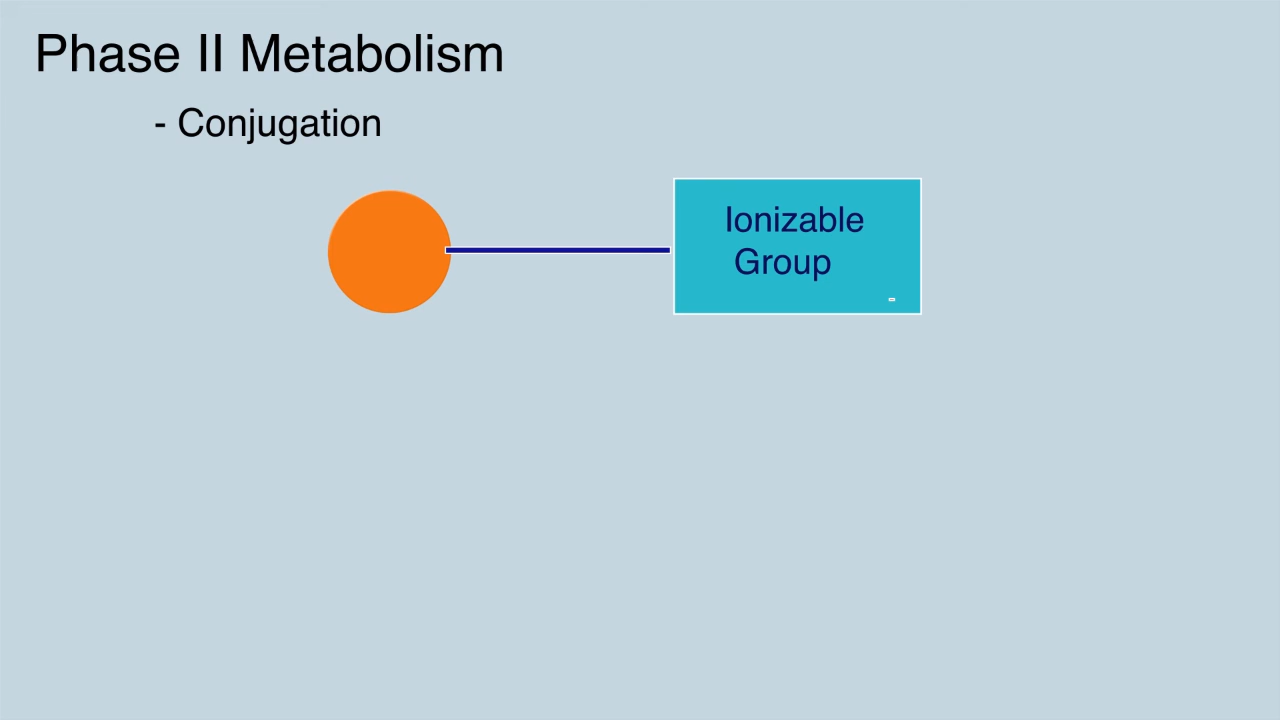 Phase II Metabolism
- Conjugation
Ionizable
Group
-